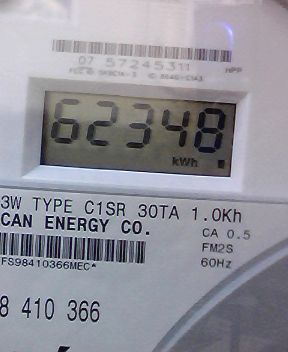 07 57245311
HPP
62348
kWh
3W TYPE C1SR 30TA 1.0Kh
CAN ENERGY CO.
CA 0.5
FM2S
60Hz
FS98410366MEC*
8 410 366